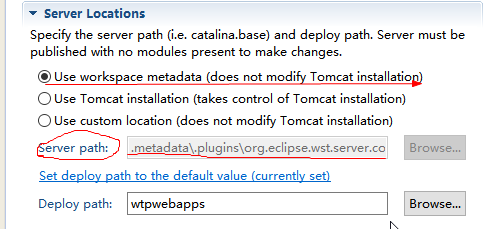 Server Locations
Specify the server path (i.e. catalina.base) and deploy path. Server must be
published with no modules present to make changes.
Use workspace metadata (does not modify Tomcat installation)
Use Tomcat installation (takes control of Tomcat installation)
Use custom location (does not modify Tomcat installation)
Server path: .metadata\.plugins\org.eclipse.wst.server.co Browse...
Set deploy path to the default value (currently set)
Deploy path: wtpwebapps Browse...